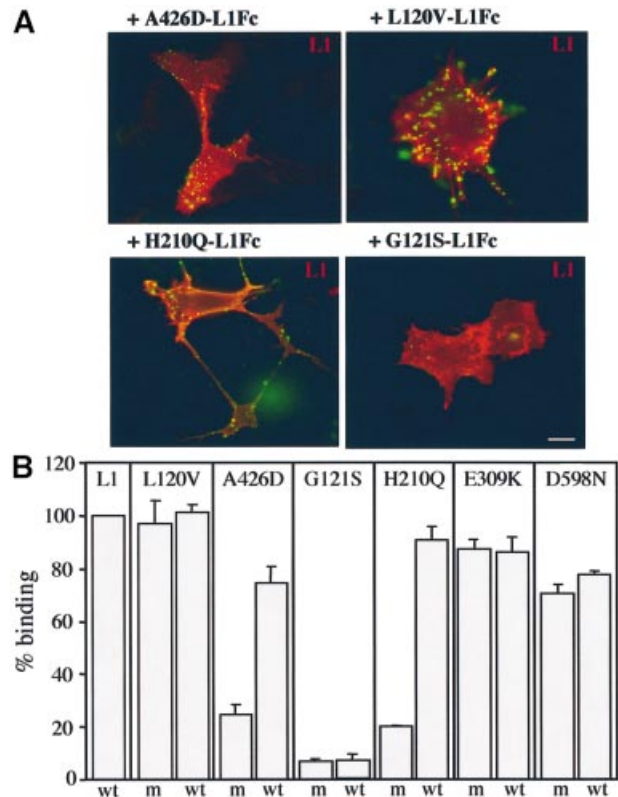 A
+ A426D-L1Fc
+ L120V-L1Fc
L1
L1
+ H210Q-L1Fc
+ G121S-L1Fc
L1
L1
B
120
100
80
60
40
20
0
% binding
L1
L120V
A426D
G121S
H210Q
E309K
D598N
wt
m wt
m wt
m wt
m wt
m wt
m wt